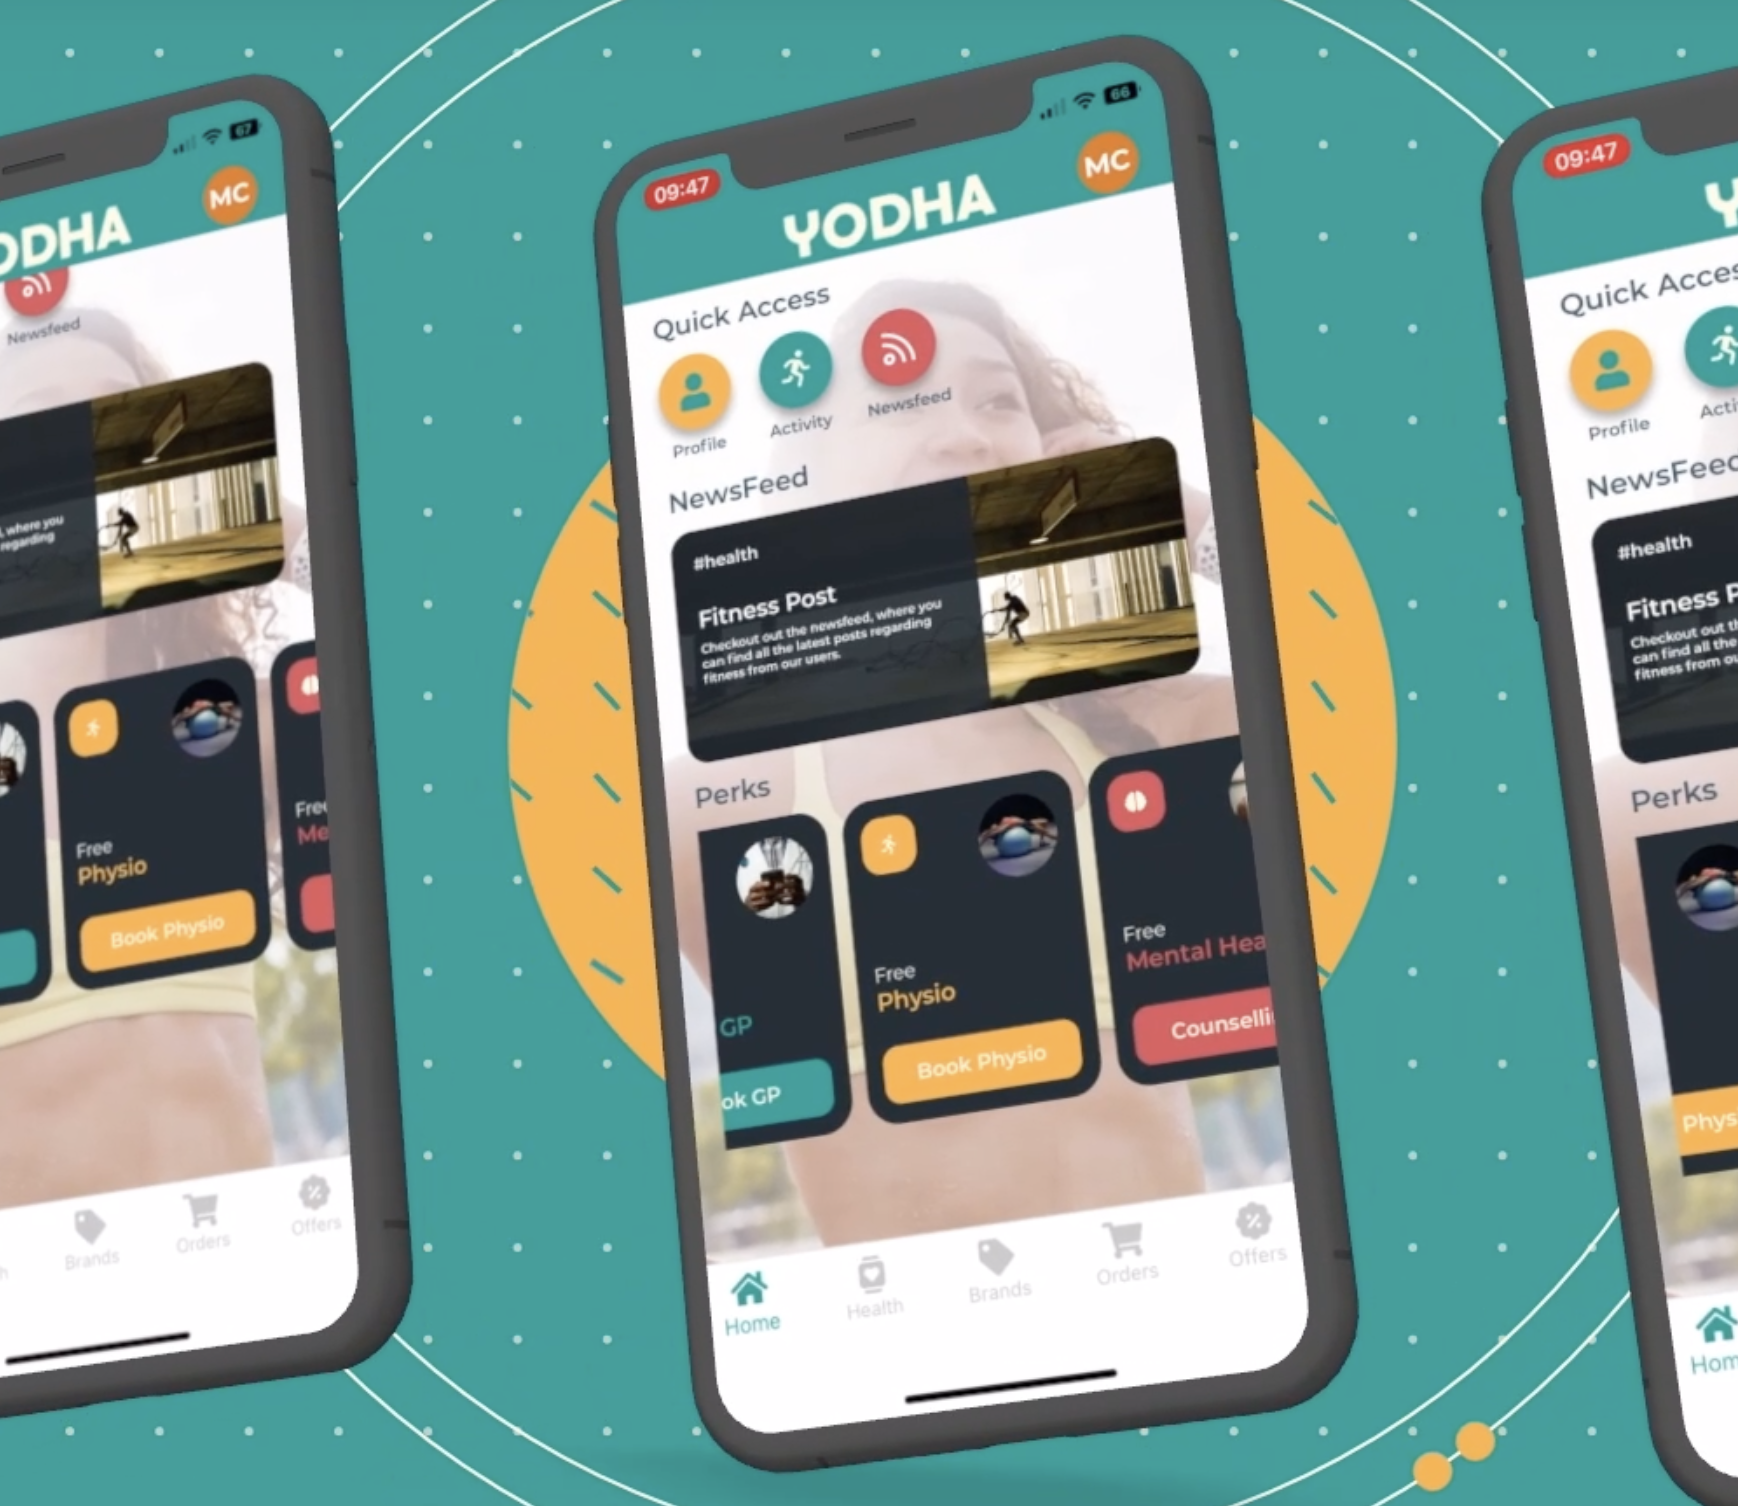 67
MC
ODHA
Newsfeed
, where you
regarding
Free
Physio
Book Physio
Free
Me
Brands
Orders
Offers
09:47
66
MC
YODHA
Quick Access
Profile
Activity
Newsfeed
NewsFeed
#health
Fitness Post
Checkout out the newsfeed, where you
can find all the latest posts regarding
fitness from our users.
Perks
GP
ok GP
Free
Physio
Book Physio
Free
Mental Hea
Counselli
Home
Health
Brands
Orders
Offers
09:47
Y
Quick Acces
Profile
Acti
NewsFeed
#health
Fitness P
Checkout out th
can find all the
fitness from ou
Perks
Phys
Hom